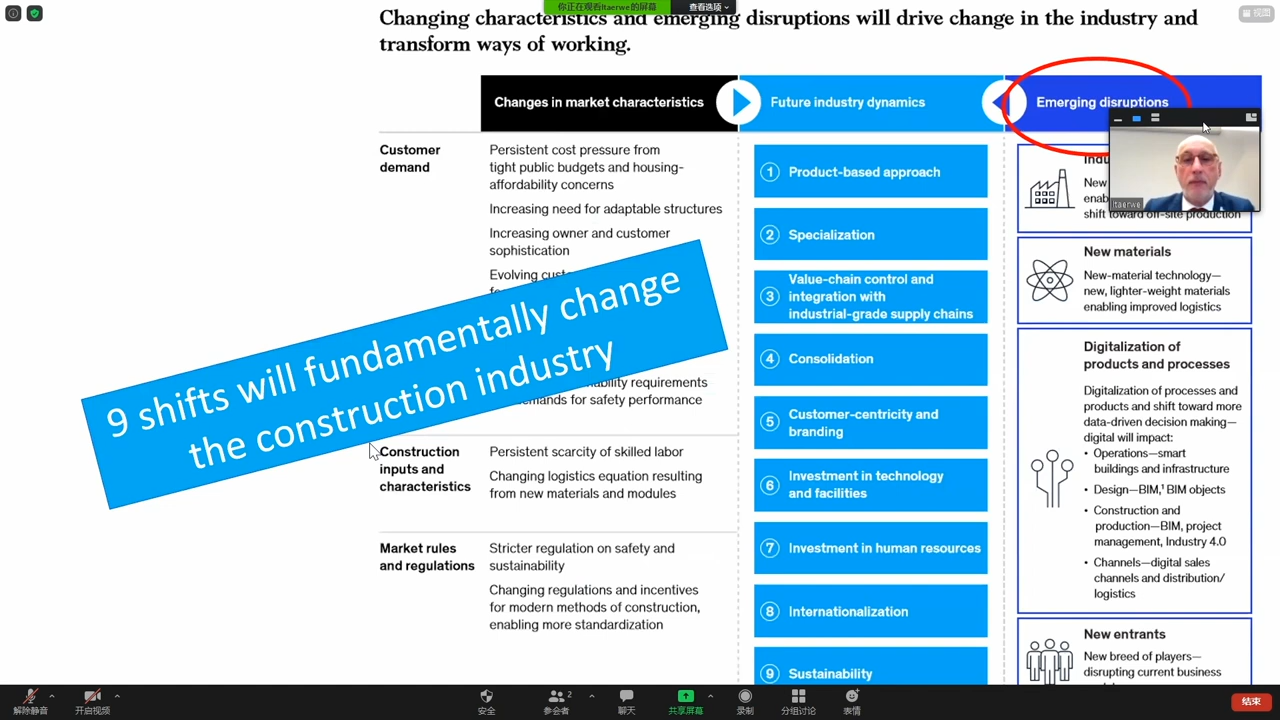 你正在观看ltaerwe的屏幕
查看选项
视图
Changing characteristics and emerging disruptions will drive change in the industry and
transform ways of working.
Changes in market characteristics
Future industry dynamics
Emerging disruptions
Customer
demand
Persistent cost pressure from
tight public budgets and housing-
affordability concerns
Increasing need for adaptable structures
Increasing owner and customer
sophistication
Evolving
9 shifts will fundamentally change
the construction industry
requirements
for safety performance
Construction
inputs and
characteristics
Persistent scarcity of skilled labor
Changing logistics equation resulting
from new materials and modules
Market rules
and regulations
Stricter regulation on safety and
sustainability
Changing regulations and incentives
for modern methods of construction,
enabling more standardization
1 Product-based approach
2 Specialization
3 Value-chain control and
integration with
industrial-grade supply chains
4 Consolidation
5 Customer-centricity and
branding
6 Investment in technology
and facilities
7 Investment in human resources
8 Internationalization
9 Sustainability
New
shift toward off-site production
ltaerwe
New materials
New-material technology—
new, lighter-weight materials
enabling improved logistics
Digitalization of
products and processes
Digitalization of processes and
products and shift toward more
data-driven decision making—
digital will impact:
• Operations—smart
buildings and infrastructure
• Design—BIM,¹ BIM objects
• Construction and
production—BIM, project
management, Industry 4.0
• Channels—digital sales
channels and distribution/
logistics
New entrants
New breed of players—
disrupting current business
解除静音
开启视频
安全
参会者
2
聊天
共享屏幕
录制
分组讨论
表情
结束